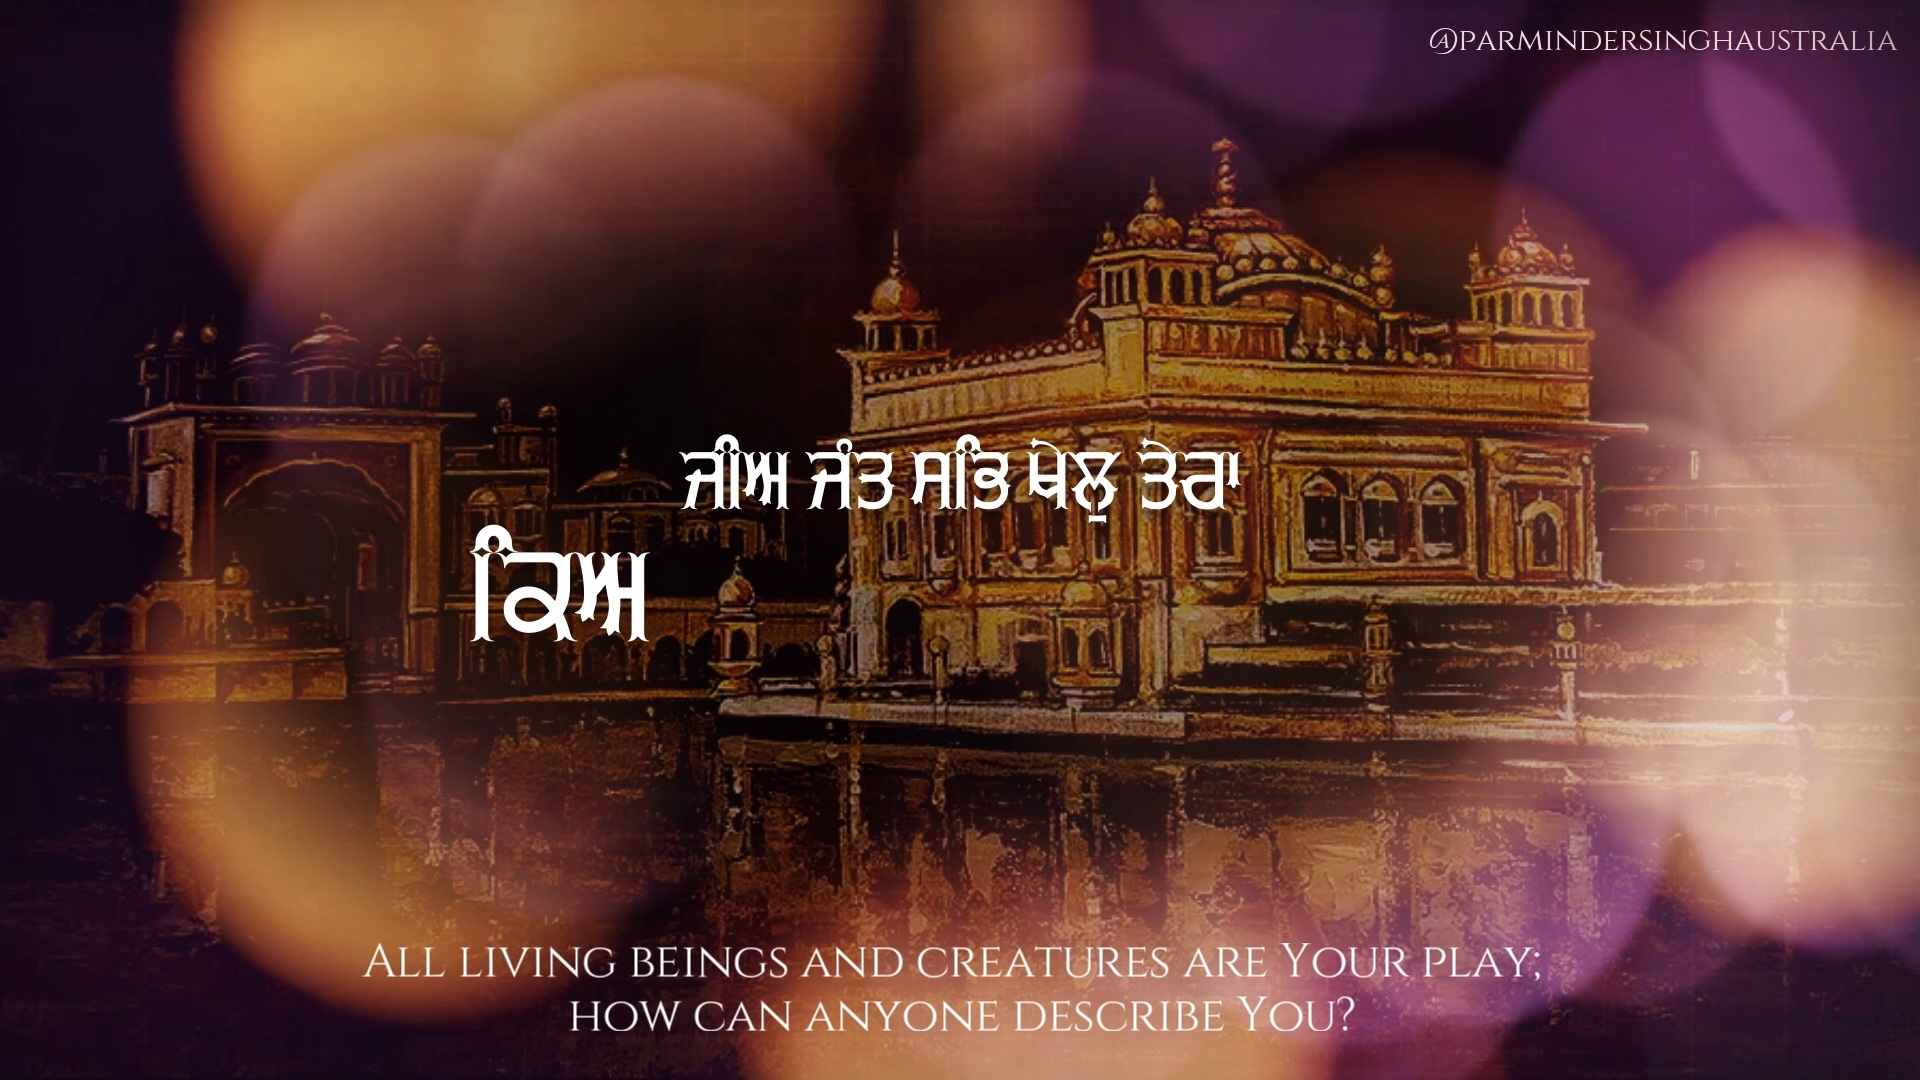 @PARMINDERSINGHAUSTRALIA
ਜੀਅ ਜੰਤ ਸਭਿ ਖੇਲੁ ਤੇਰਾ
ਕਿਅ
ALL LIVING BEINGS AND CREATURES ARE YOUR PLAY;
HOW CAN ANYONE DESCRIBE YOU?